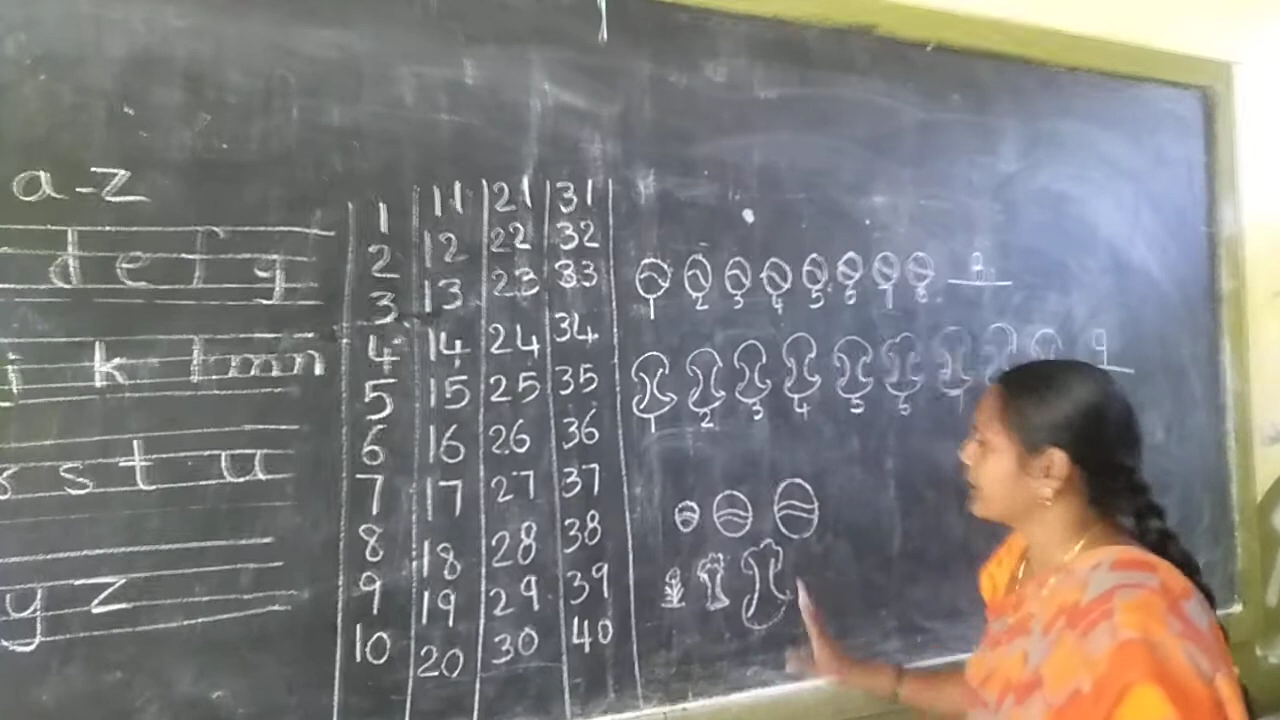 a-z
d e f g
j k l m n
s t u
y z
1 11 21 31
2 12 22 32
3 13 23 33
4 14 24 34
5 15 25 35
6 16 26 36
7 17 27 37
8 18 28 38
9 19 29 39
10 20 30 40
1 2 3 4 5 6 7 8
1 2 3 4 5 6
9